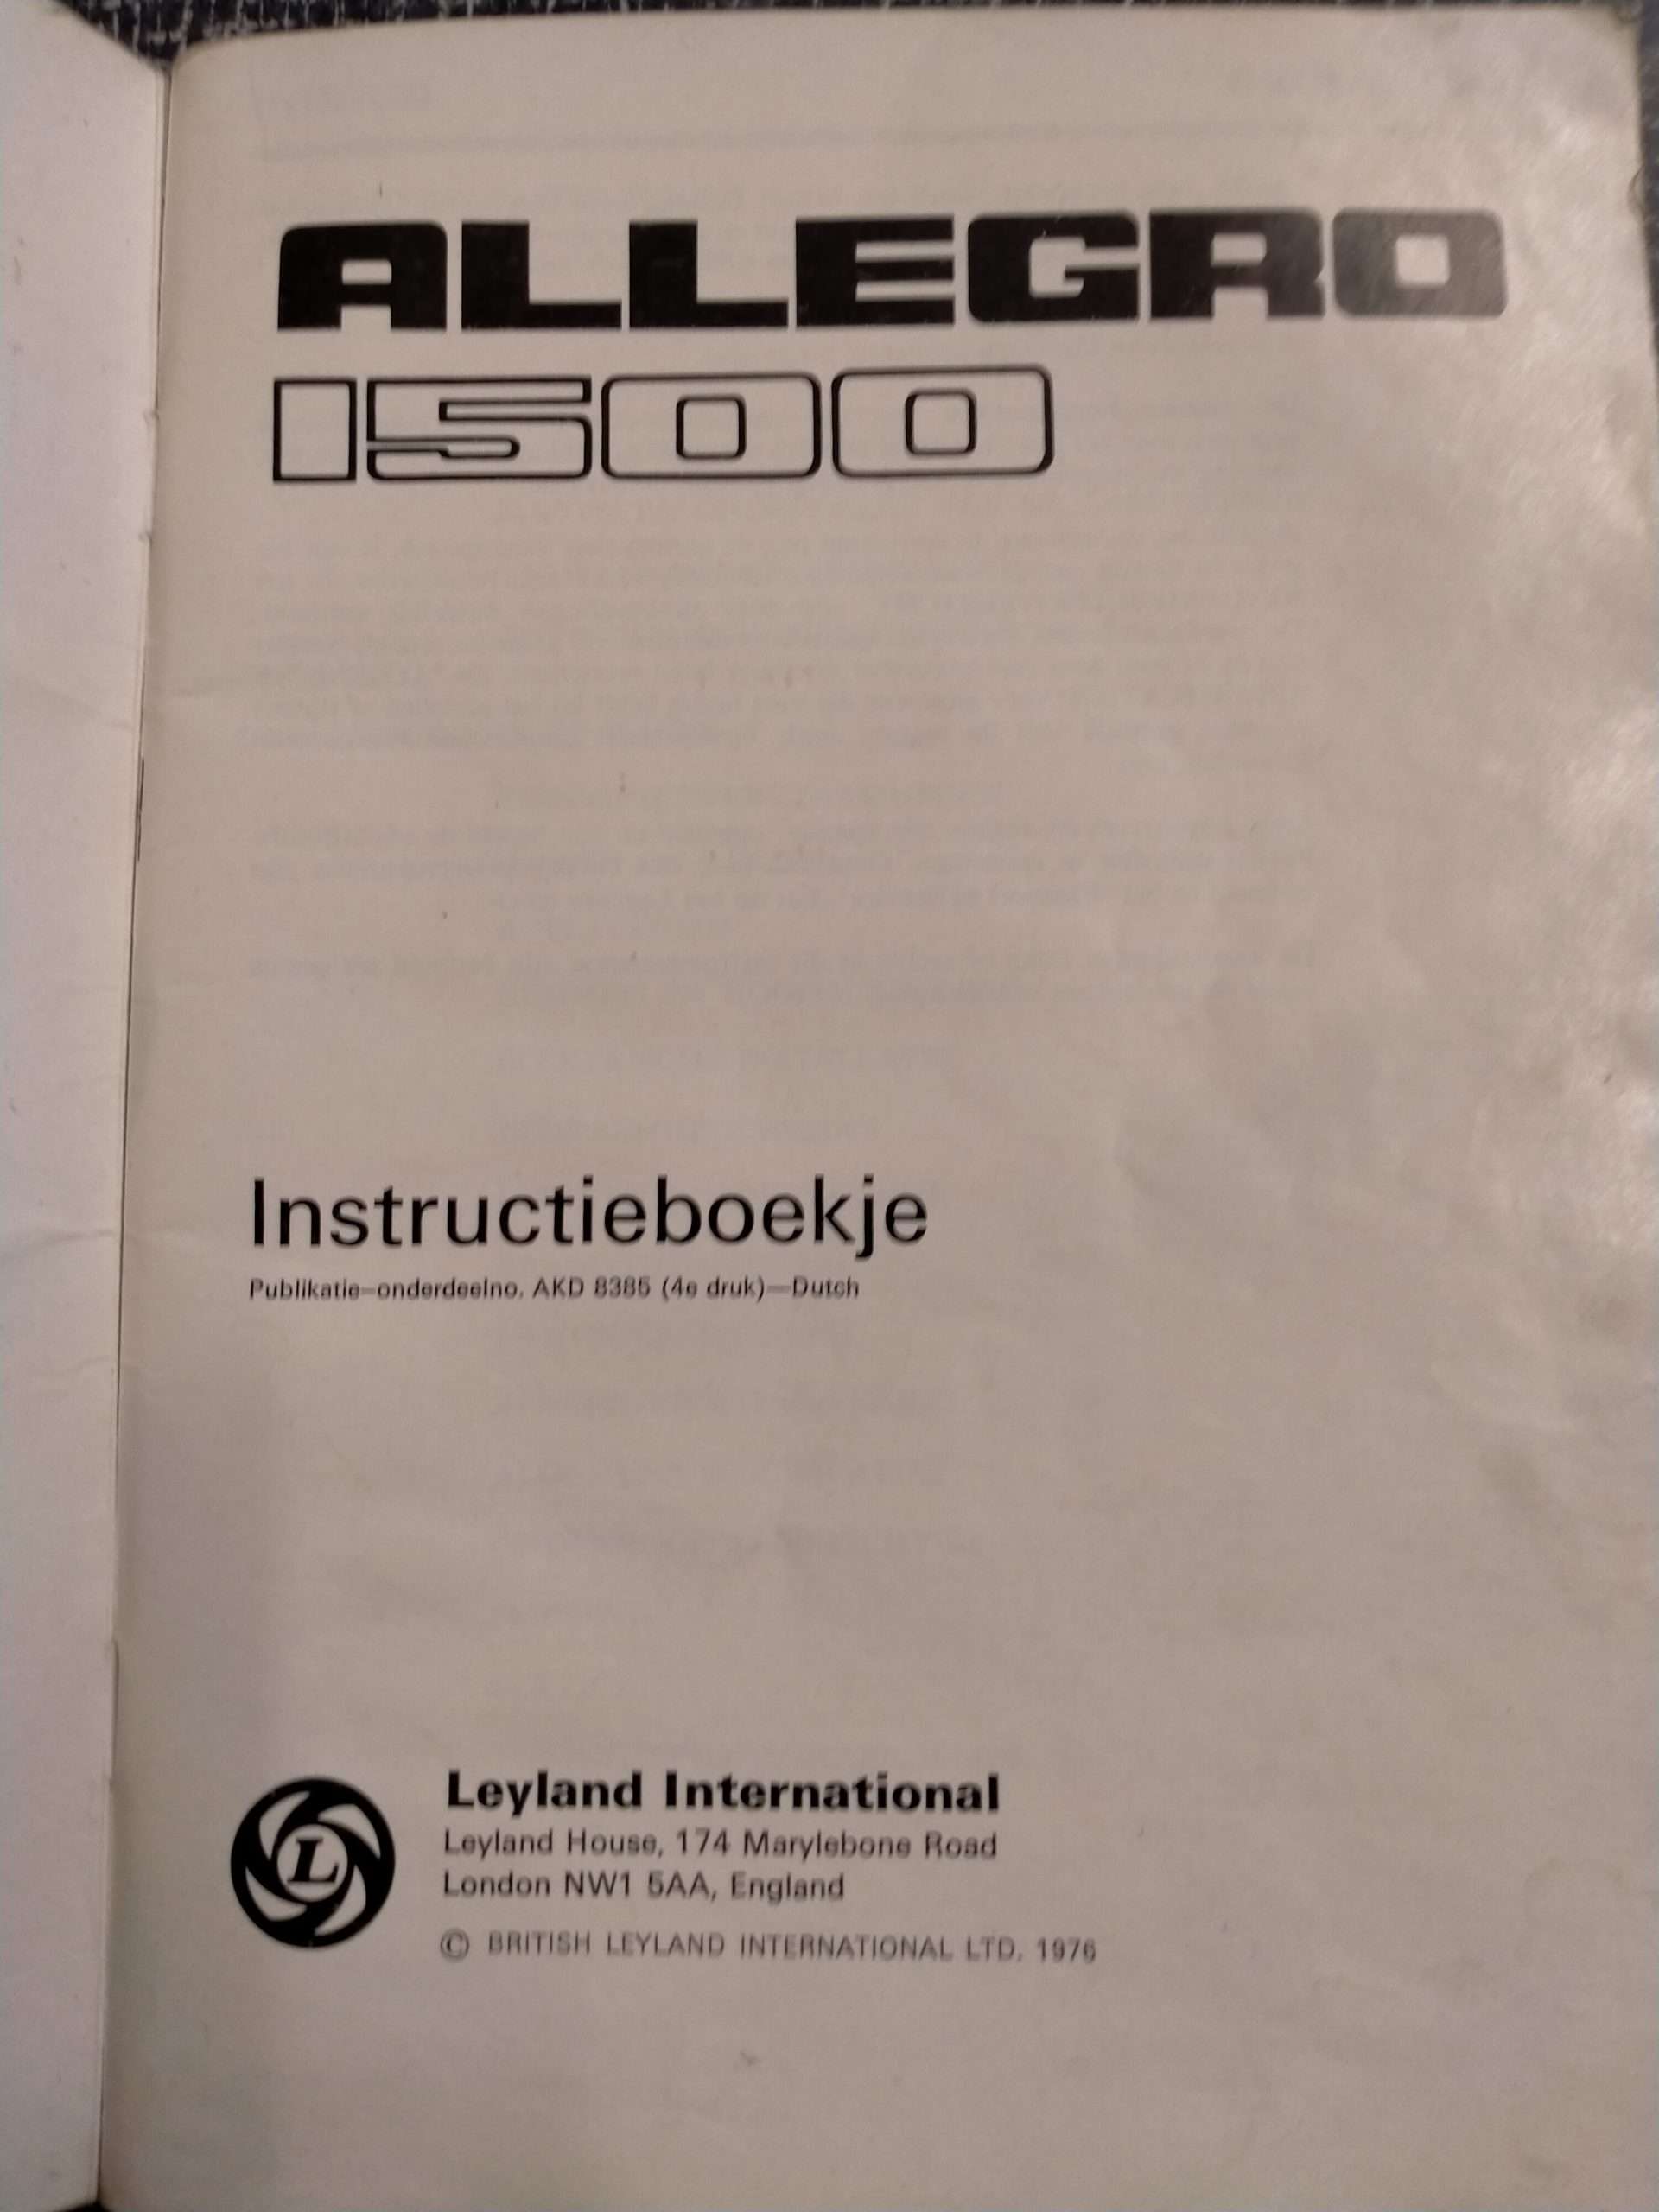 ALLEGRO
1500
Instructieboekje
Publikatie-onderdeelno. AKD 8385 (4e druk)—Dutch
L
Leyland International
Leyland House, 174 Marylebone Road
London NW1 5AA, England
© BRITISH LEYLAND INTERNATIONAL LTD. 1976